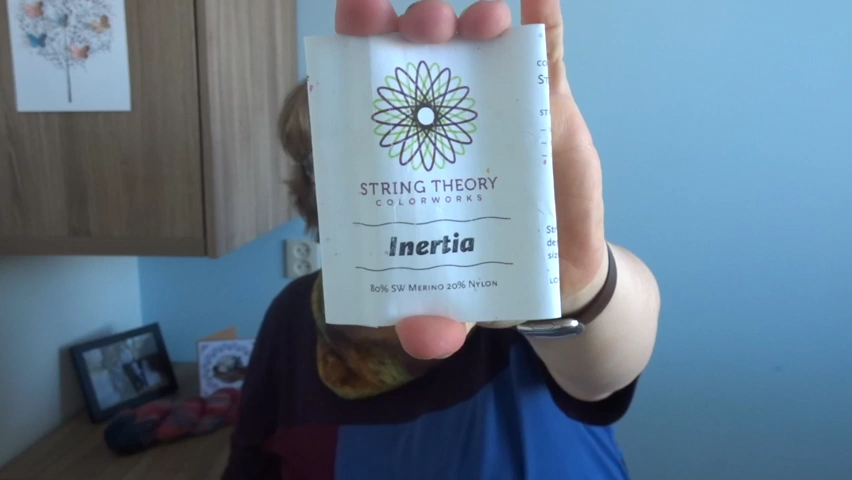 STRING THEORY
COLORWORKS
Inertia
80% SW MERINO 20% NYLON